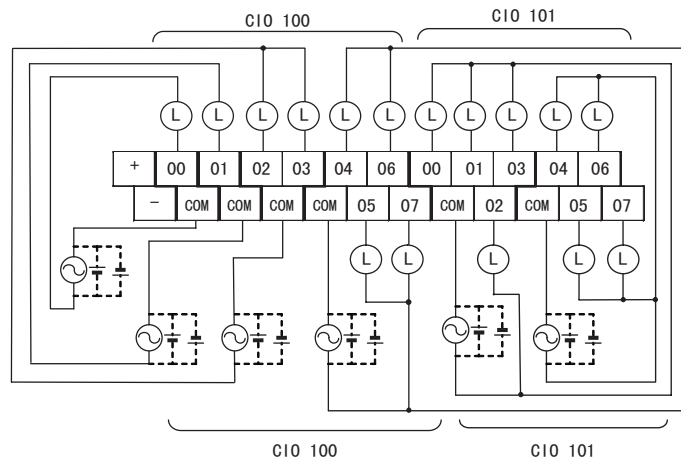 CIO 100
CIO 101
L L L L L L L L L L L
+ 00 01 02 03 04 06 00 01 03 04 06
- COM COM COM COM 05 07 COM 02 COM 05 07
L L L L L
CIO 100
CIO 101